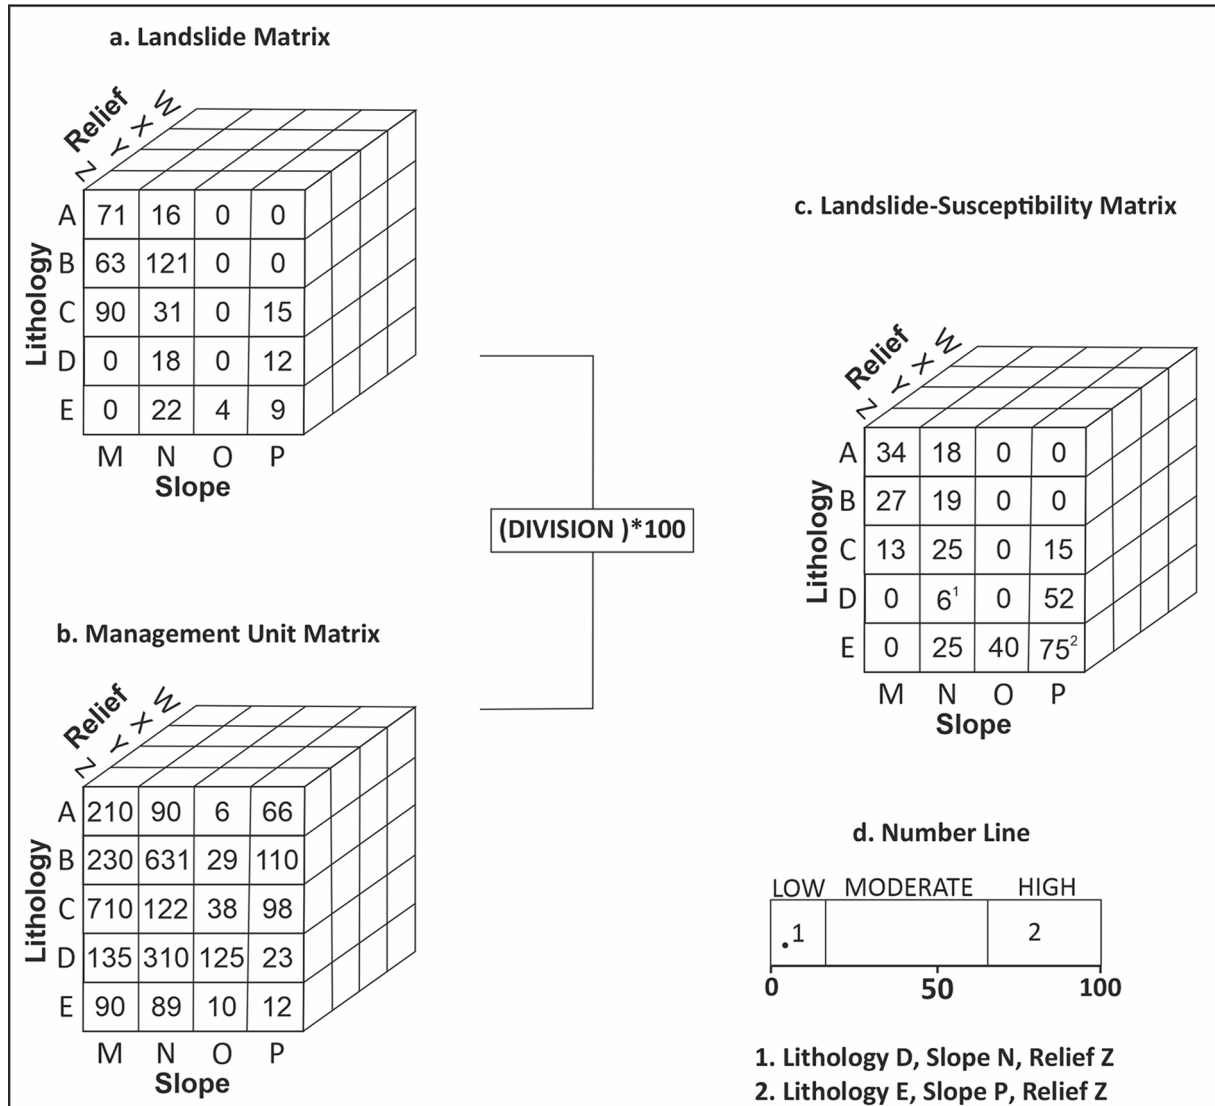 a. Landslide Matrix
Relief
Z Y X W
Lithology
A 71 16 0 0
B 63 121 0 0
C 90 31 0 15
D 0 18 0 12
E 0 22 4 9
M N O P
Slope
(DIVISION )*100
b. Management Unit Matrix
Relief
Z Y X W
Lithology
A 210 90 6 66
B 230 631 29 110
C 710 122 38 98
D 135 310 125 23
E 90 89 10 12
M N O P
Slope
c. Landslide-Susceptibility Matrix
Relief
Z Y X W
Lithology
A 34 18 0 0
B 27 19 0 0
C 13 25 0 15
D 0 6¹ 0 52
E 0 25 40 75²
M N O P
Slope
d. Number Line
LOW MODERATE HIGH
.1 2
0 50 100
1. Lithology D, Slope N, Relief Z
2. Lithology E, Slope P, Relief Z